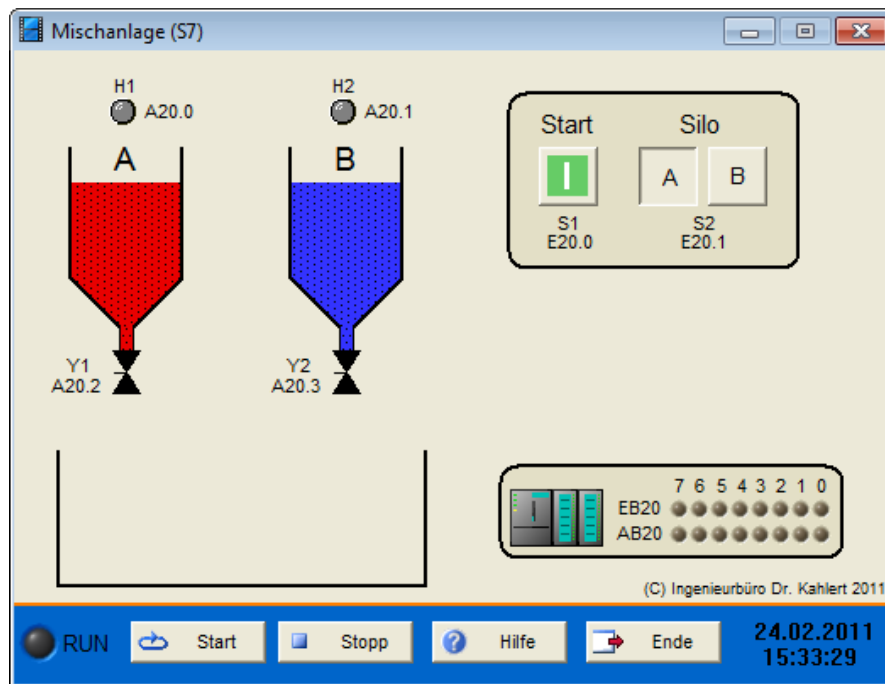 Mischanlage (S7)
H1
A20.0
H2
A20.1
A
B
Y1
A20.2
Y2
A20.3
Start Silo
I A B
S1 S2
E20.0 E20.1
7 6 5 4 3 2 1 0
EB20
AB20
(C) Ingenieurbüro Dr. Kahlert 2011
RUN Start Stopp Hilfe Ende
24.02.2011
15:33:29